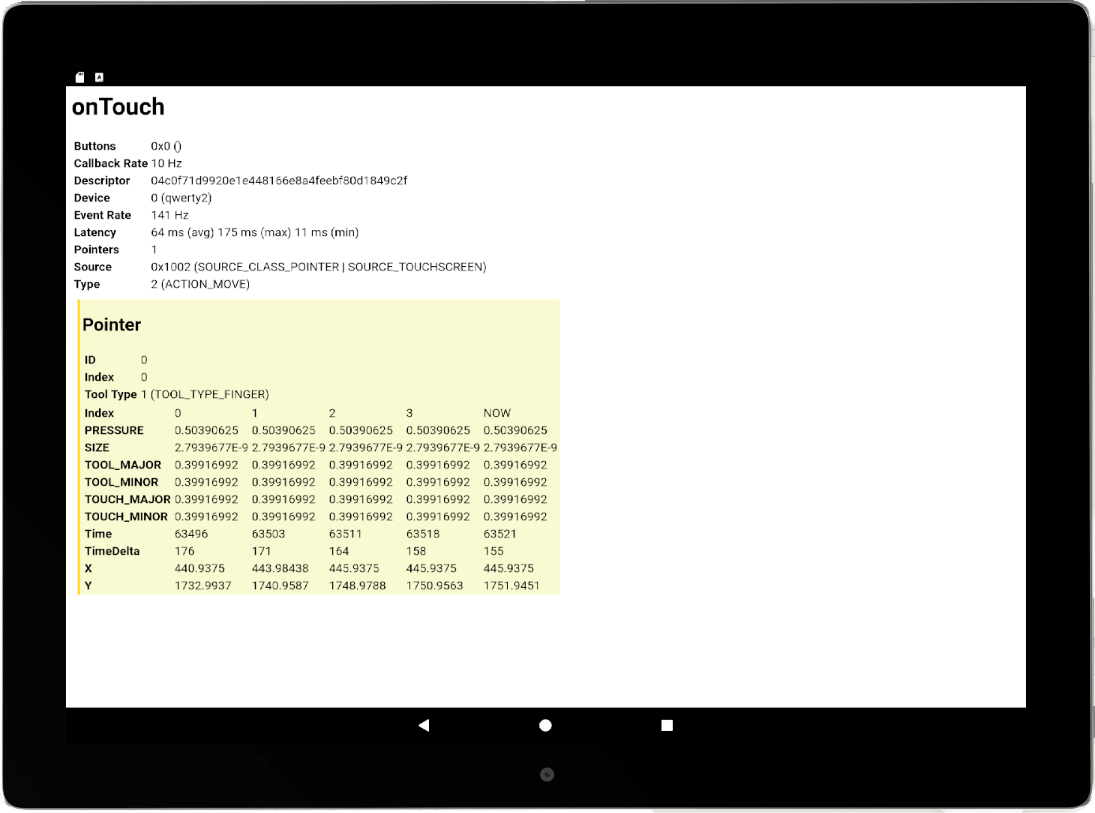 onTouch
Buttons 0x0 ()
Callback Rate 10 Hz
Descriptor 04c0f71d9920e1e448166e8a4feebf80d1849c2f
Device 0 (qwerty2)
Event Rate 141 Hz
Latency 64 ms (avg) 175 ms (max) 11 ms (min)
Pointers 1
Source 0x1002 (SOURCE_CLASS_POINTER | SOURCE_TOUCHSCREEN)
Type 2 (ACTION_MOVE)
Pointer
ID 0
Index 0
Tool Type 1 (TOOL_TYPE_FINGER)
Index 0 1 2 3 NOW
PRESSURE 0.50390625 0.50390625 0.50390625 0.50390625 0.50390625
SIZE 2.7939677E-9 2.7939677E-9 2.7939677E-9 2.7939677E-9 2.7939677E-9
TOOL_MAJOR 0.39916992 0.39916992 0.39916992 0.39916992 0.39916992
TOOL_MINOR 0.39916992 0.39916992 0.39916992 0.39916992 0.39916992
TOUCH_MAJOR 0.39916992 0.39916992 0.39916992 0.39916992 0.39916992
TOUCH_MINOR 0.39916992 0.39916992 0.39916992 0.39916992 0.39916992
Time 63496 63503 63511 63518 63521
TimeDelta 176 171 164 158 155
X 440.9375 443.98438 445.9375 445.9375 445.9375
Y 1732.9937 1740.9587 1748.9788 1750.9563 1751.9451